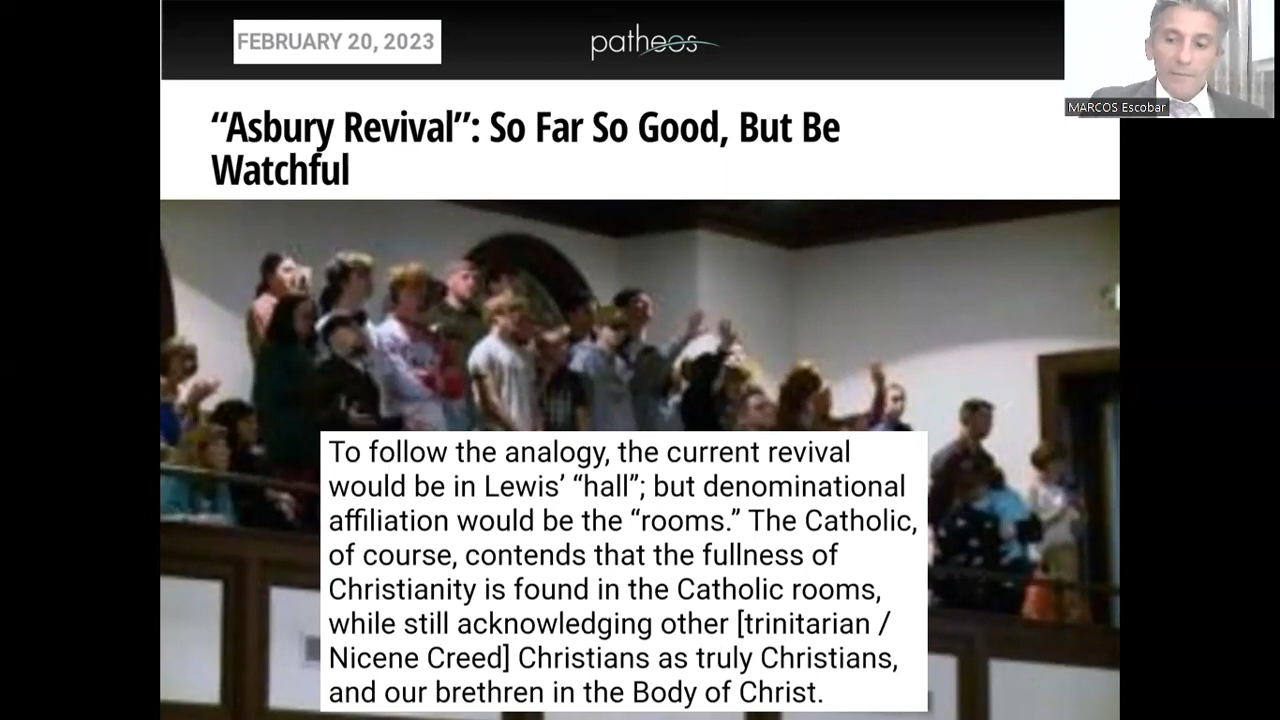 FEBRUARY 20, 2023
patheos
MARCOS Escobar
“Asbury Revival”: So Far So Good, But Be
Watchful
To follow the analogy, the current revival
would be in Lewis’ “hall”; but denominational
affiliation would be the “rooms.” The Catholic,
of course, contends that the fullness of
Christianity is found in the Catholic rooms,
while still acknowledging other [trinitarian /
Nicene Creed] Christians as truly Christians,
and our brethren in the Body of Christ.